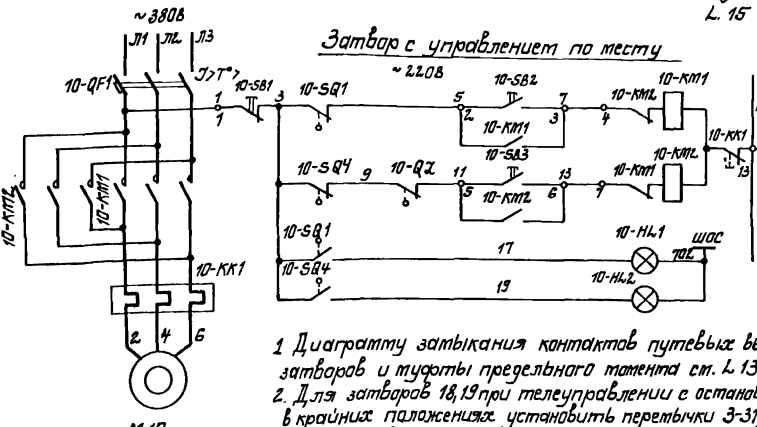 L. 15
~ 380В
Л1 Л2 Л3
Затвор с управлением по месту
~ 220В
10-QF1
I>T°>
10-SB1
10-SQ1
10-SB2
10-KM2
10-KM1
1
1
3
5
2
7
3
4
10-KM1
10-SB3
10-KK1
13
10-SQ4
9
10-Q2
11
5
13
6
7
10-KM1
10-KM2
10-KM2
10-KM2
10-KM1
10-SQ1
17
10-HL1
ШОС
702
10-SQ4
19
10-HL2
10-KK1
2 4 6
1 Диаграмму замыкания контактов путевых вы
затворов и муфты предельного момента см. L 13
2. Для затворов 18,19 при телеуправлении с останов
в крайних положениях установить перемычки 3-31